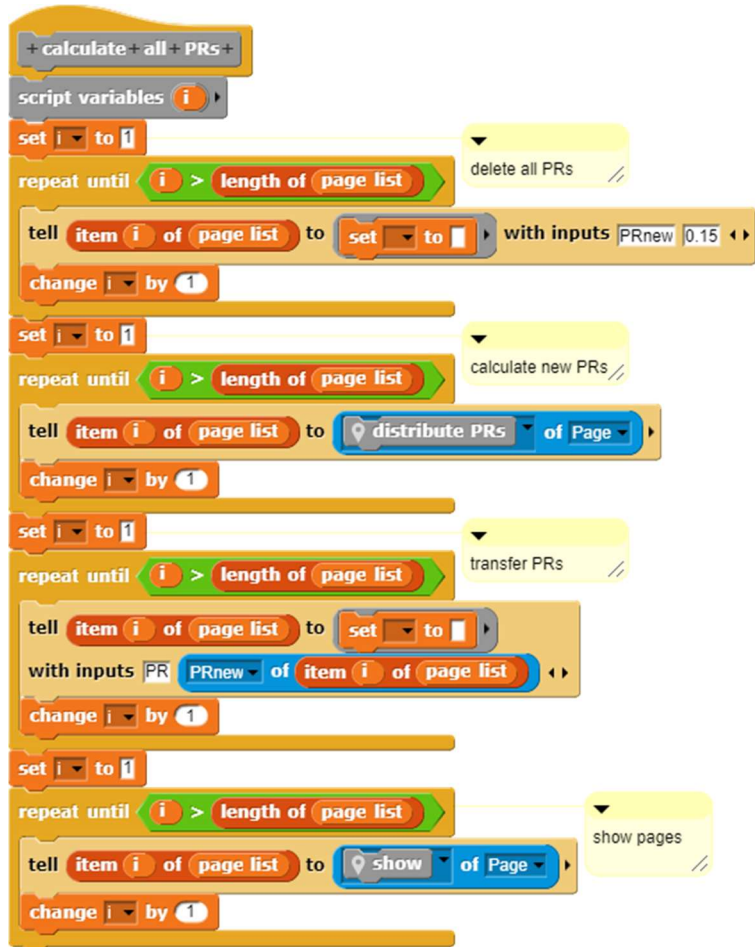 + calculate + all + PRs +
script variables i
set i to 1
delete all PRs
repeat until i > length of page list
tell item i of page list to set to with inputs PRnew 0.15
change i by 1
set i to 1
calculate new PRs
repeat until i > length of page list
tell item i of page list to distribute PRs of Page
change i by 1
set i to 1
transfer PRs
repeat until i > length of page list
tell item i of page list to set to
with inputs PR PRnew of item i of page list
change i by 1
set i to 1
repeat until i > length of page list
show pages
tell item i of page list to show of Page
change i by 1